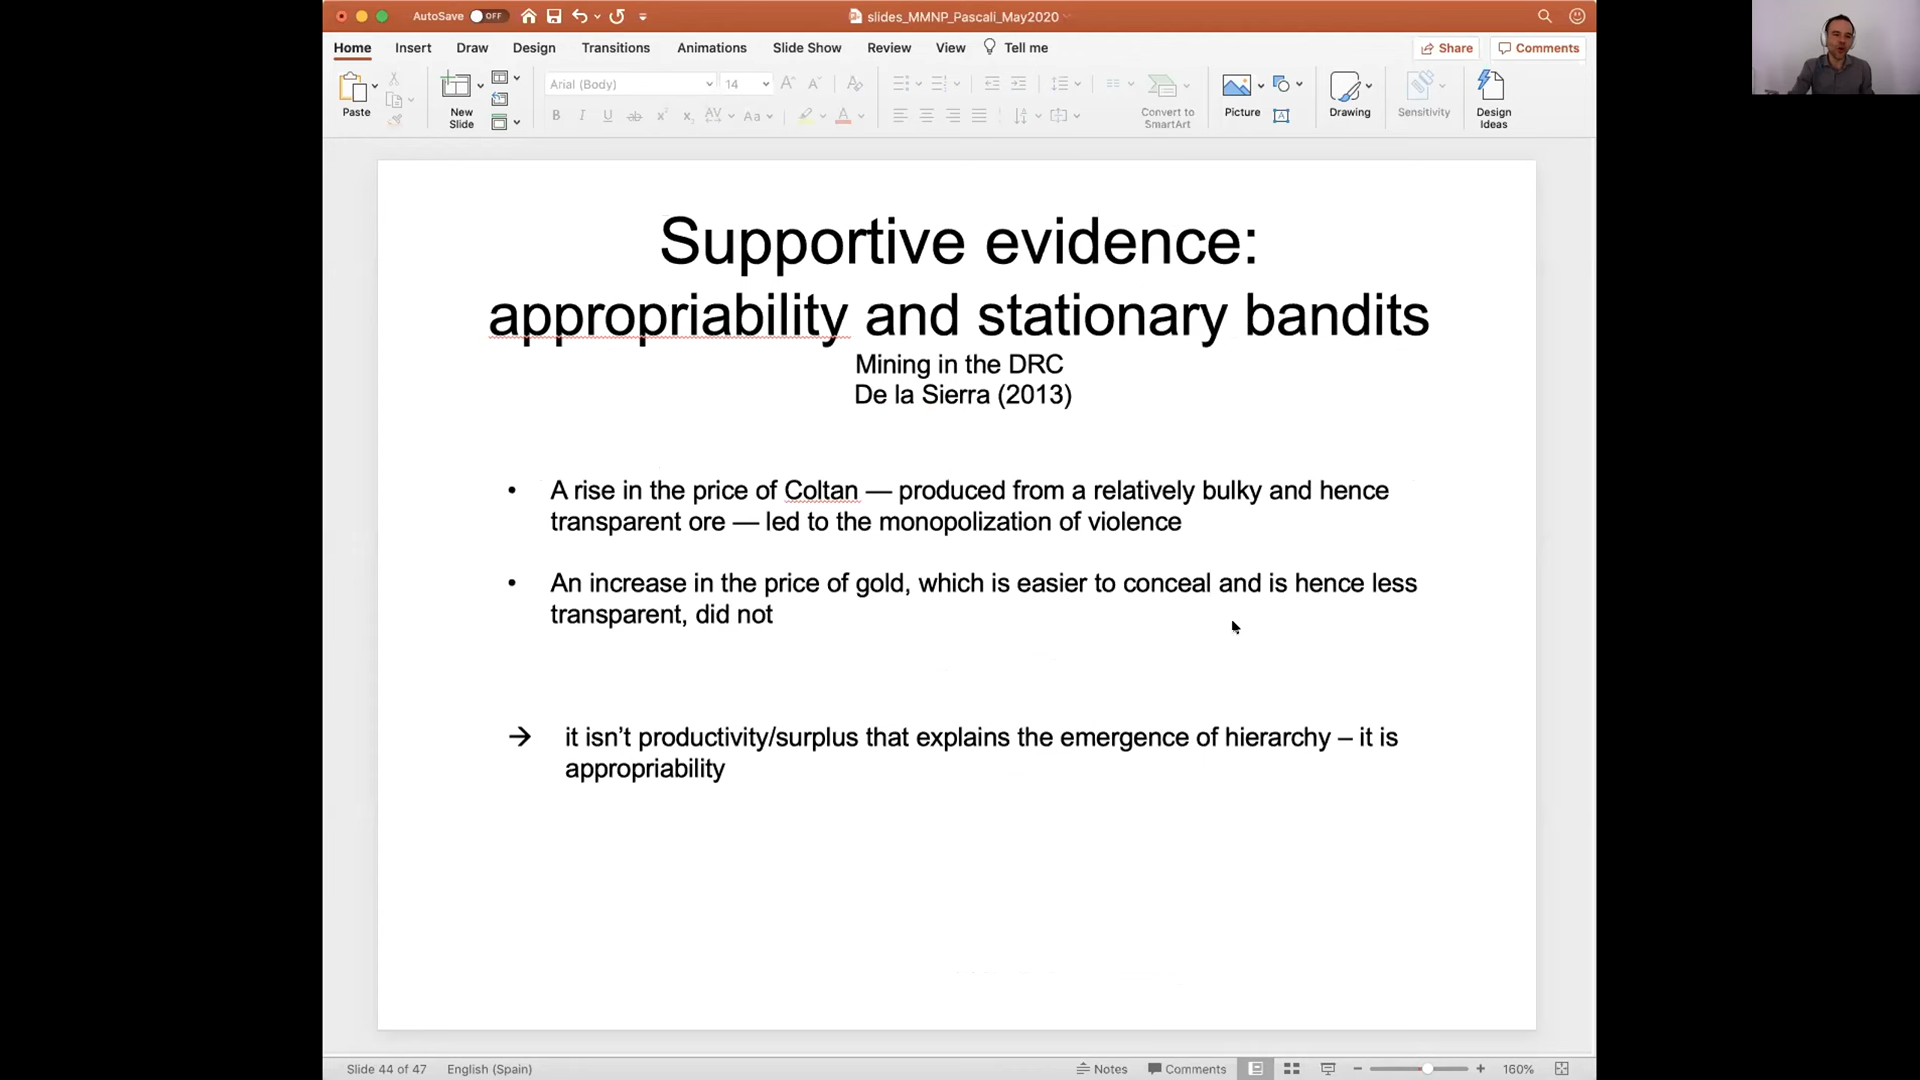 AutoSave OFF
slides_MMNP_Pascali_May2020
Home Insert Draw Design Transitions Animations Slide Show Review View Tell me
Share Comments
Paste
New
Slide
Arial (Body) 14
Convert to
SmartArt
Picture
Drawing
Sensitivity
Design
Ideas
Supportive evidence:
appropriability and stationary bandits
Mining in the DRC
De la Sierra (2013)
• A rise in the price of Coltan — produced from a relatively bulky and hence
transparent ore — led to the monopolization of violence
• An increase in the price of gold, which is easier to conceal and is hence less
transparent, did not
→ it isn’t productivity/surplus that explains the emergence of hierarchy – it is
appropriability
Slide 44 of 47 English (Spain) Notes Comments 160%